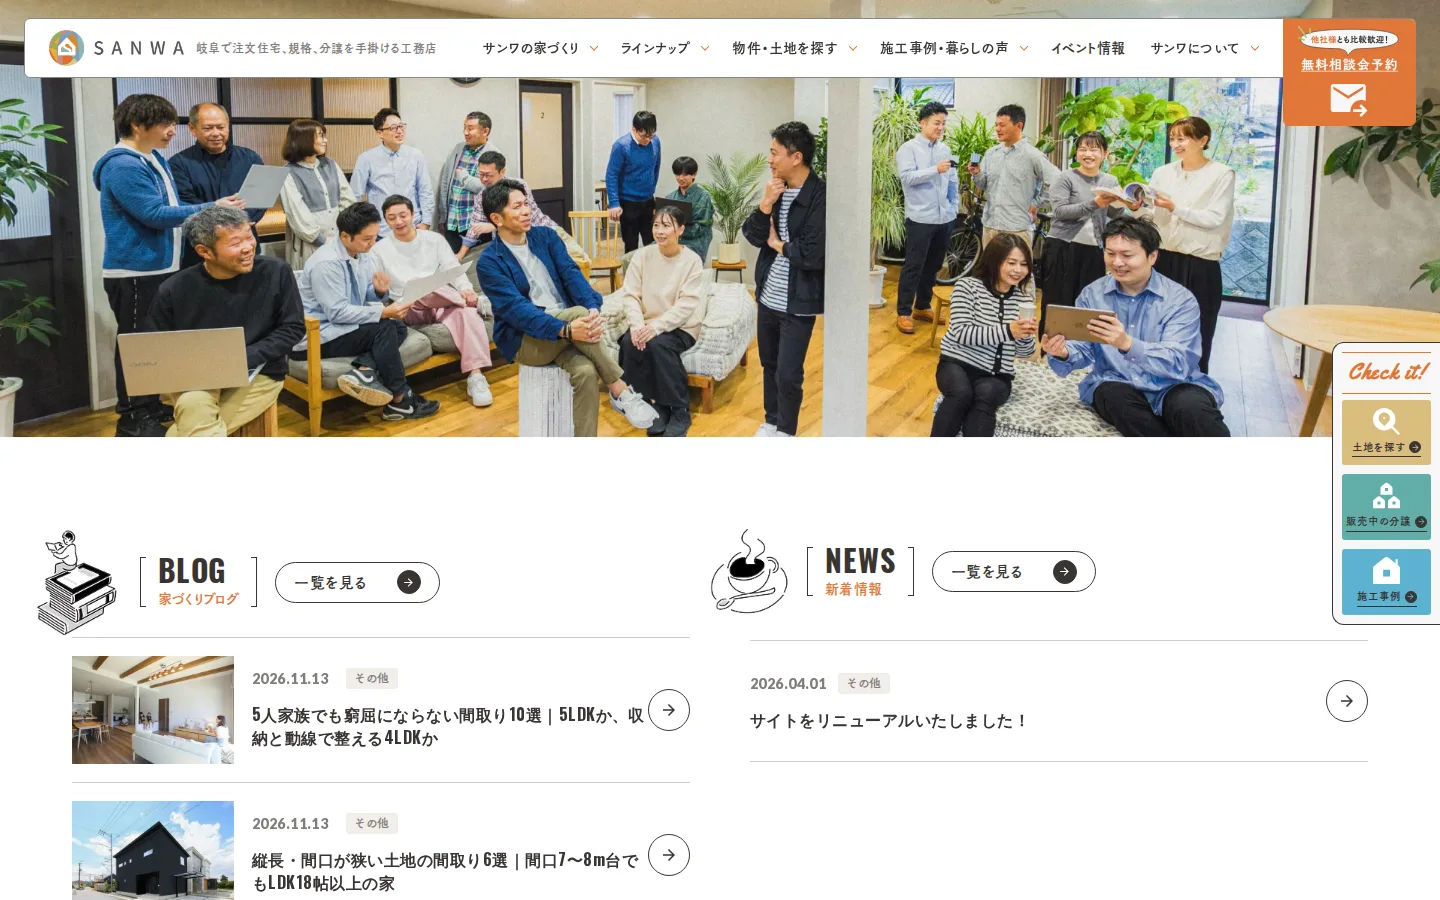 SANWA 岐阜で注文住宅、規格、分譲を手掛ける工務店
サンワの家づくり
ラインナップ
物件・土地を探す
施工事例・暮らしの声
イベント情報
サンワについて
他社様とも比較歓迎!
無料相談会予約
Check it!
土地を探す
販売中の分譲
施工事例
BLOG
家づくりブログ
一覧を見る
2026.11.13 その他
5人家族でも窮屈にならない間取り10選｜5LDKか、収
納と動線で整える4LDKか
2026.11.13 その他
縦長・間口が狭い土地の間取り6選｜間口7〜8m台で
もLDK18帖以上の家
NEWS
新着情報
一覧を見る
2026.04.01 その他
サイトをリニューアルいたしました！